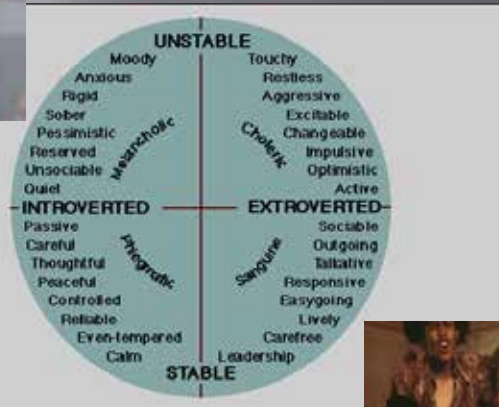 UNSTABLE
Moody Touchy
Anxious Restless
Rigid Aggressive
Sober Excitable
Pessimistic Changeable
Reserved Impulsive
Unsociable Optimistic
Quiet Active
Melancholic Choleric
INTROVERTED EXTROVERTED
Passive Sociable
Careful Outgoing
Thoughtful Talkative
Peaceful Responsive
Controlled Easygoing
Reliable Lively
Even-tempered Carefree
Calm Leadership
Phlegmatic Sanguine
STABLE